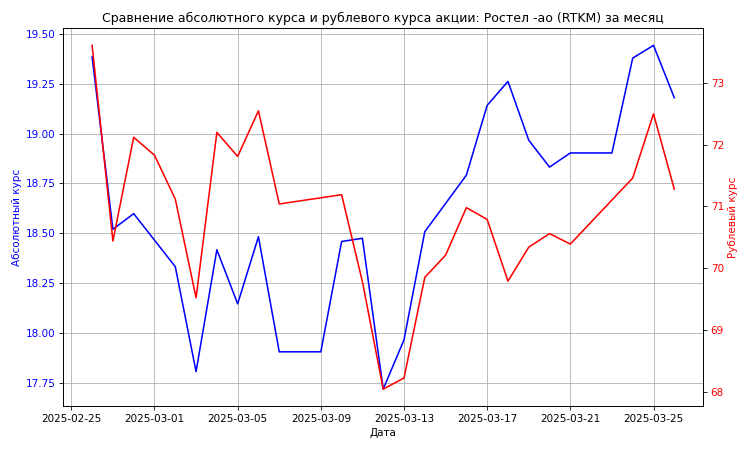 Сравнение абсолютного курса и рублевого курса акции: Ростел -ао (RTKM) за месяц
19.50
19.25
19.00
18.75
18.50
18.25
18.00
17.75
Абсолютный курс
73
72
71
70
69
68
Рублевый курс
2025-02-25 2025-03-01 2025-03-05 2025-03-09 2025-03-13 2025-03-17 2025-03-21 2025-03-25
Дата